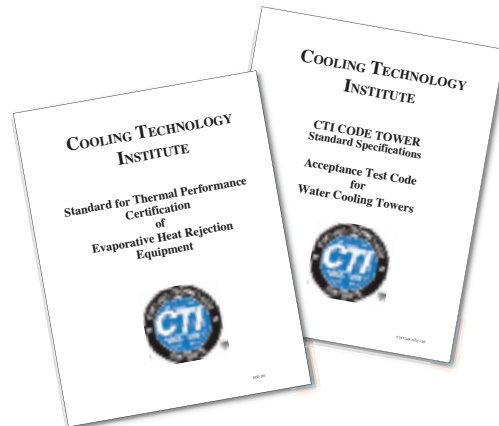 COOLING TECHNOLOGY
INSTITUTE
Standard for Thermal Performance
Certification
of
Evaporative Heat Rejection
Equipment
CTI
COOLING TECHNOLOGY
INSTITUTE
CTI CODE TOWER
Standard Specifications
Acceptance Test Code
for
Water Cooling Towers
CTI